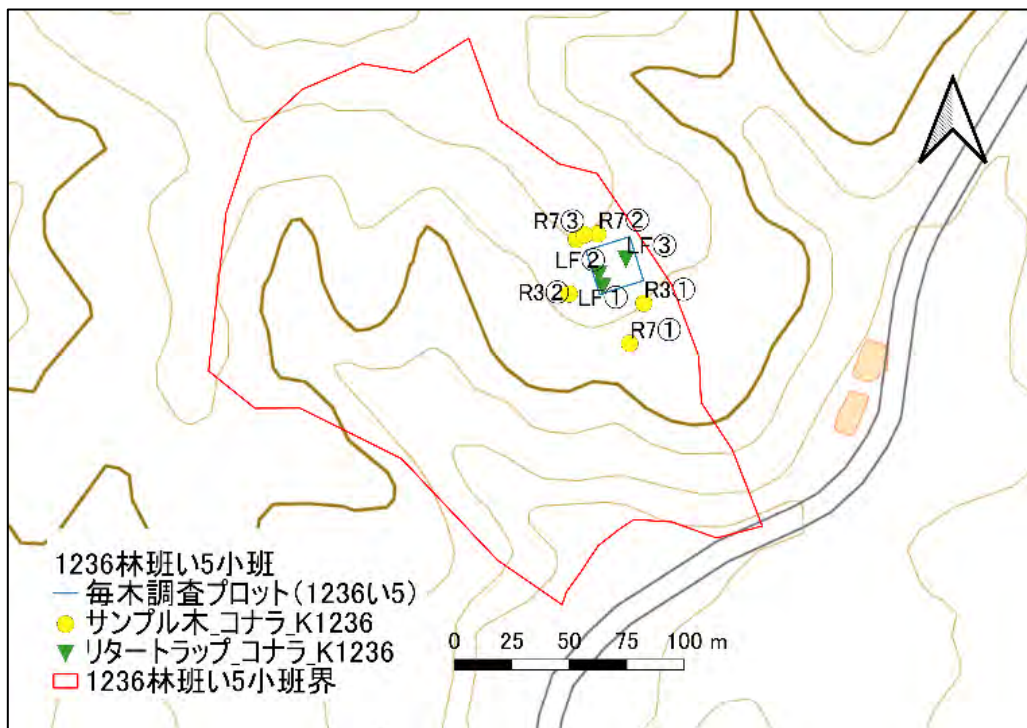 R7③ R7②
LF③
LF②
R3② LF① R3①
R7①
1236林班い5小班
毎木調査プロット(1236い5)
サンプル木_コナラ_K1236
リタートラップ_コナラ_K1236
1236林班い5小班界
0 25 50 75 100 m